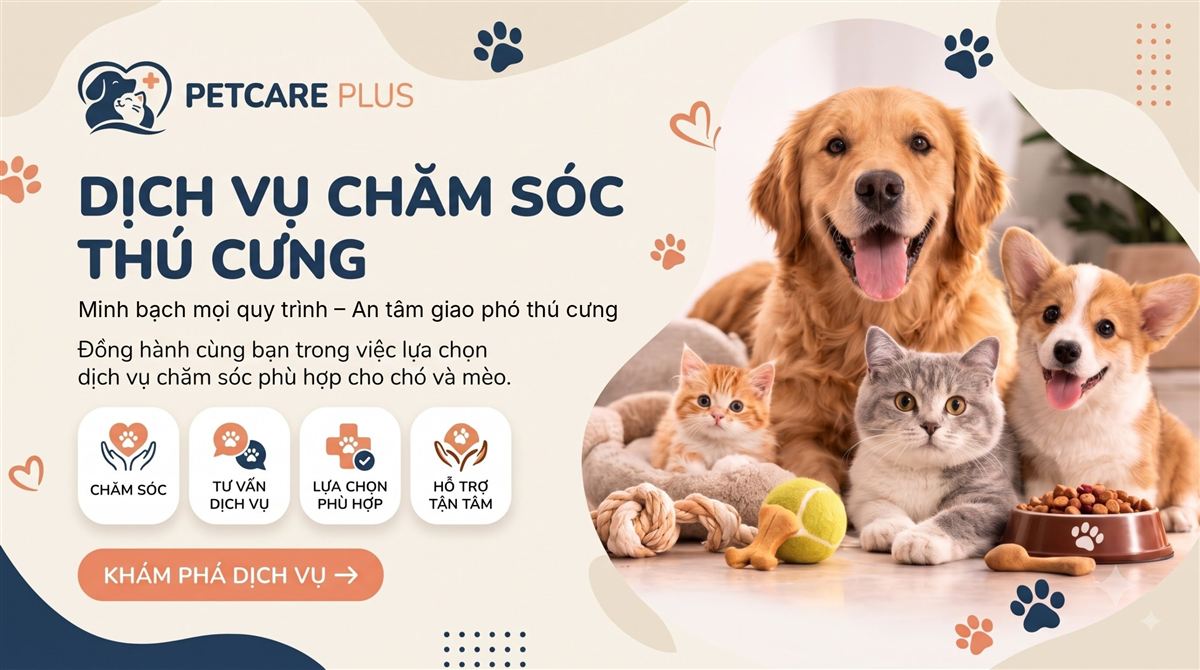 PETCARE PLUS
DỊCH VỤ CHĂM SÓC
THÚ CƯNG
Minh bạch mọi quy trình – An tâm giao phó thú cưng
Đồng hành cùng bạn trong việc lựa chọn
dịch vụ chăm sóc phù hợp cho chó và mèo.
CHĂM SÓC
TƯ VẤN
DỊCH VỤ
LỰA CHỌN
PHÙ HỢP
HỖ TRỢ
TẬN TÂM
KHÁM PHÁ DỊCH VỤ →